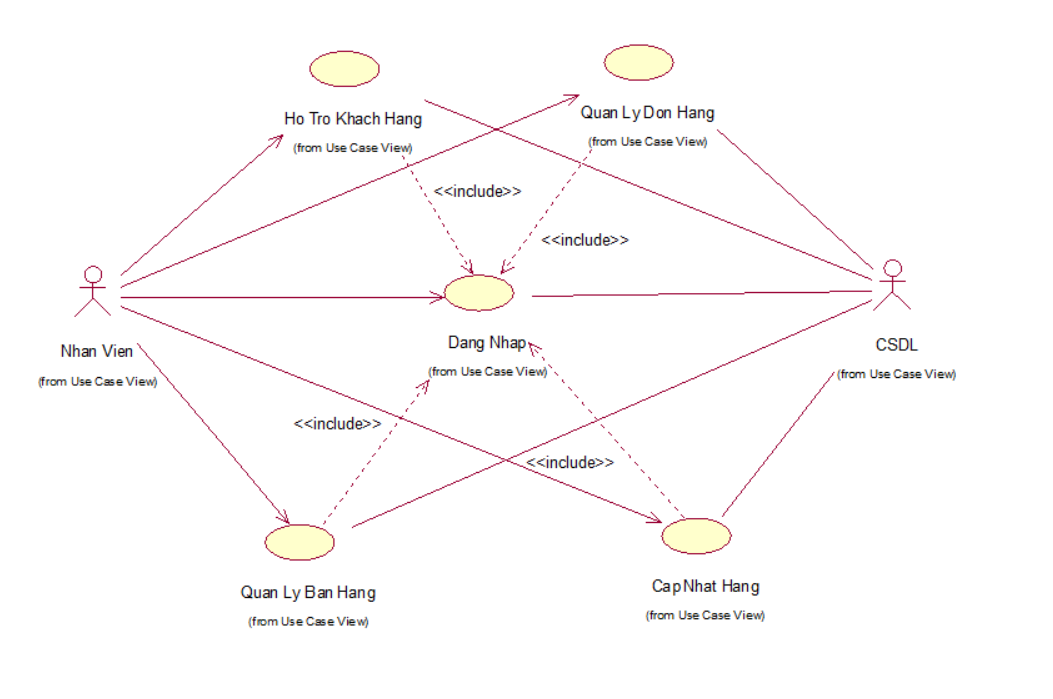 Ho Tro Khach Hang
(from Use Case View)
Quan Ly Don Hang
(from Use Case View)
<<include>>
<<include>>
Nhan Vien
(from Use Case View)
Dang Nhap
(from Use Case View)
CSDL
(from Use Case View)
<<include>>
<<include>>
Quan Ly Ban Hang
(from Use Case View)
Cap Nhat Hang
(from Use Case View)